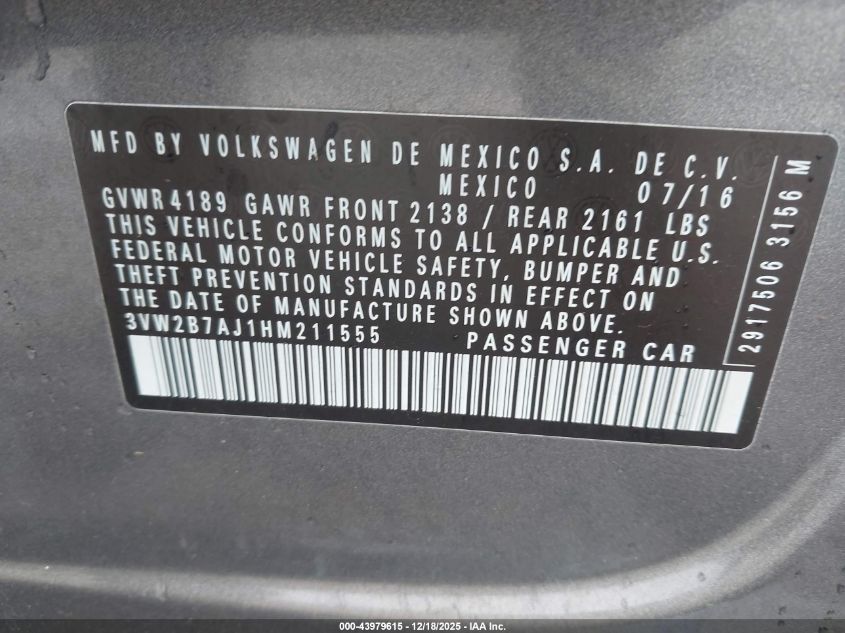 MFD BY VOLKSWAGEN DE MEXICO S.A. DE C.V.
MEXICO 07/16
GVWR 4189 GAWR FRONT 2138 / REAR 2161 LBS
THIS VEHICLE CONFORMS TO ALL APPLICABLE U.S.
FEDERAL MOTOR VEHICLE SAFETY, BUMPER AND
THEFT PREVENTION STANDARDS IN EFFECT ON
THE DATE OF MANUFACTURE SHOWN ABOVE.
3VW2B7AJ1HM211555 PASSENGER CAR
2917506 3156 M
000-43979615 - 12/18/2025 - IAA Inc.